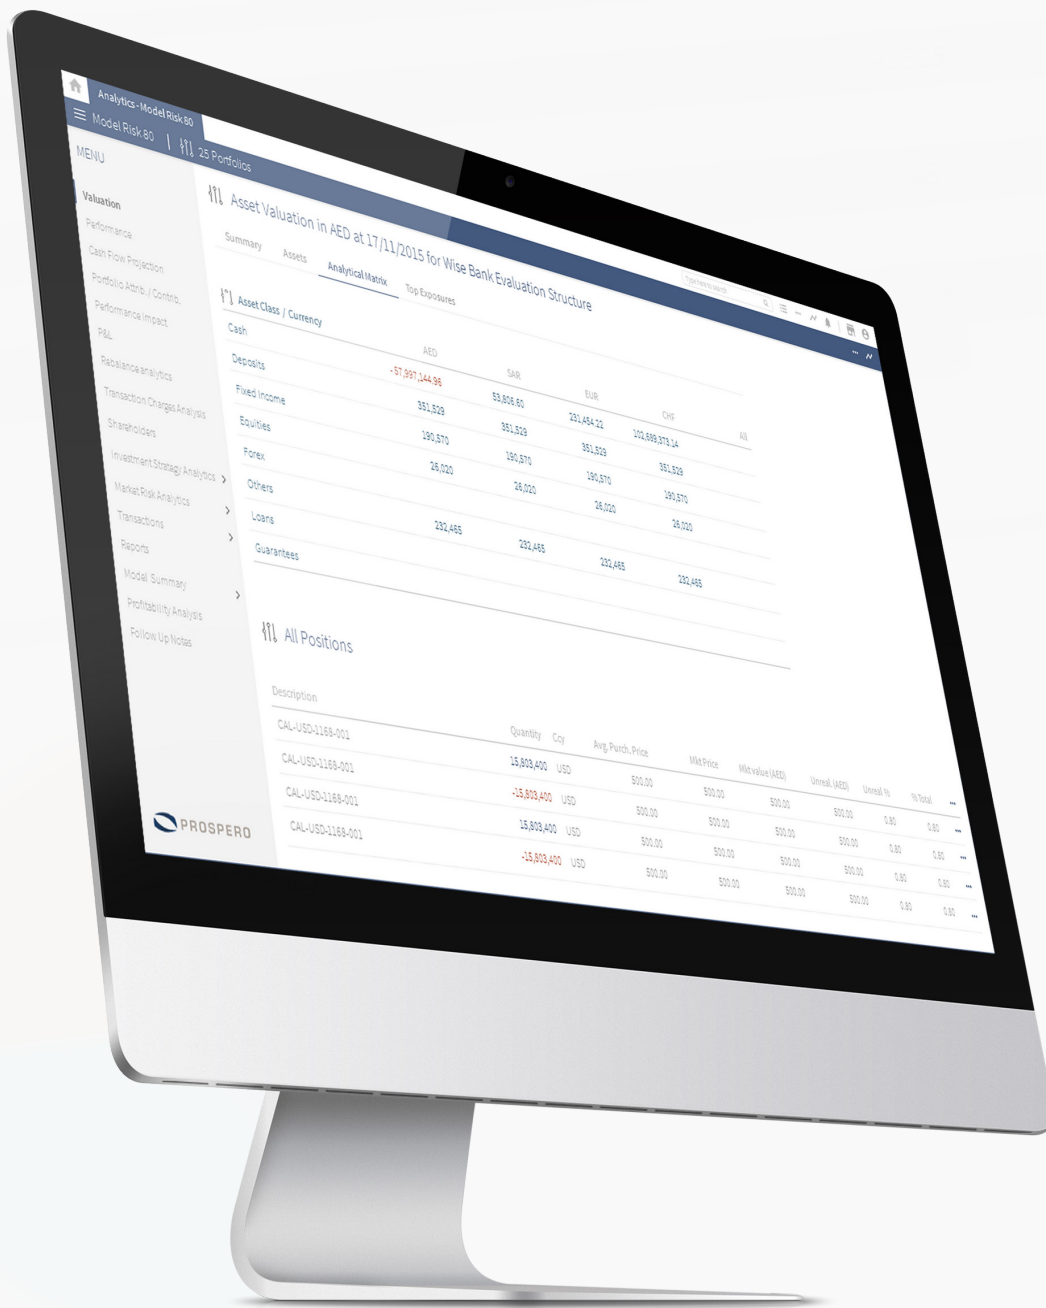 Analytics - Model Risk 80
Model Risk 80 | 25 Portfolios
Type here to search
MENU
Valuation
Performance
Cash Flow Projection
Portfolio Attrib. / Contrib.
Performance Impact
P&L
Rebalance analytics
Transaction Charges Analysis
Shareholders
Investment Strategy Analytics
Market Risk Analytics
Transactions
Reports
Model Summary
Profitability Analysis
Follow Up Notes
PROSPERO
Asset Valuation in AED at 17/11/2015 for Wise Bank Evaluation Structure
Summary Assets Analytical Matrix Top Exposures
Asset Class / Currency AED SAR EUR CHF All
Cash -57,997,144.96 53,806.60 231,454.22 102,689,373.14
Deposits 351,529 351,529 351,529 351,529
Fixed Income 190,570 190,570 190,570 190,570
Equities 26,020 26,020 26,020 26,020
Forex
Others 232,465 232,465 232,465 232,465
Loans
Guarantees
All Positions
Description Quantity Ccy Avg. Purch. Price Mkt Price Mkt value (AED) Unreal. (AED) Unreal % % Total
CAL-USD-1168-001 15,803,400 USD 500.00 500.00 500.00 500.00 0.80 0.80
CAL-USD-1168-001 -15,803,400 USD 500.00 500.00 500.00 500.00 0.80 0.80
CAL-USD-1168-001 15,803,400 USD 500.00 500.00 500.00 500.00 0.80 0.80
CAL-USD-1168-001 -15,803,400 USD 500.00 500.00 500.00 500.00 0.80 0.80